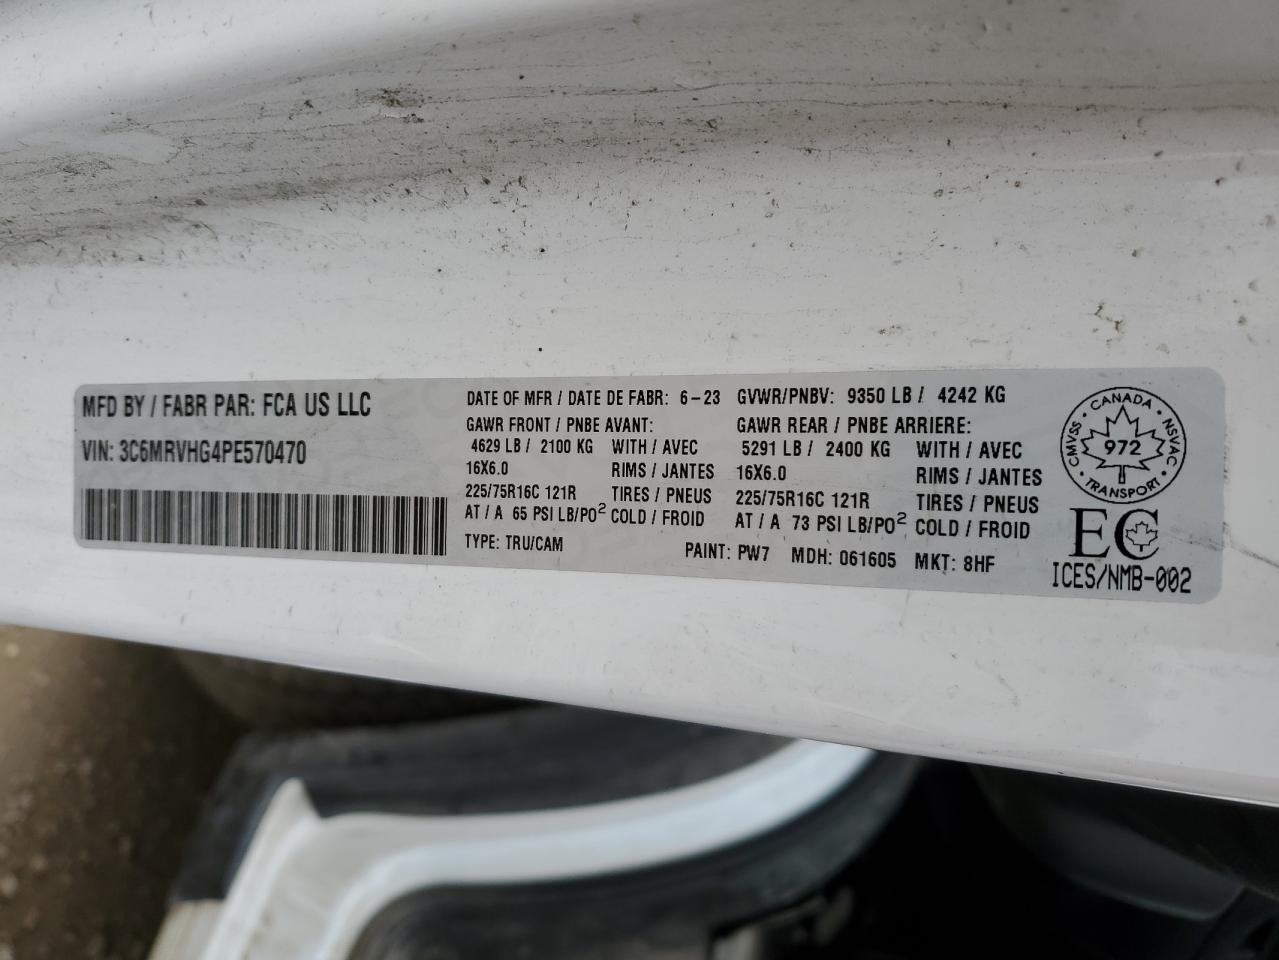 MFD BY / FABR PAR: FCA US LLC
VIN: 3C6MRVHG4PE570470
DATE OF MFR / DATE DE FABR: 6-23 GVWR/PNBV: 9350 LB / 4242 KG
GAWR FRONT / PNBE AVANT: GAWR REAR / PNBE ARRIERE:
4629 LB / 2100 KG WITH / AVEC 5291 LB / 2400 KG WITH / AVEC
16X6.0 RIMS / JANTES 16X6.0 RIMS / JANTES
225/75R16C 121R TIRES / PNEUS 225/75R16C 121R TIRES / PNEUS
AT / A 65 PSI LB/PO² COLD / FROID AT / A 73 PSI LB/PO² COLD / FROID
TYPE: TRU/CAM PAINT: PW7 MDH: 061605 MKT: 8HF
CMVSS · CANADA · NSVAC
972
· TRANSPORT ·
EC
ICES/NMB-002